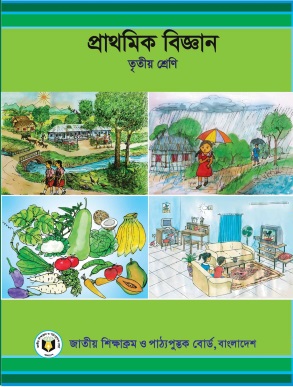 প্রাথমিক বিজ্ঞান
তৃতীয় শ্রেণি
জাতীয় শিক্ষাক্রম ও পাঠ্যপুস্তক বোর্ড, বাংলাদেশ